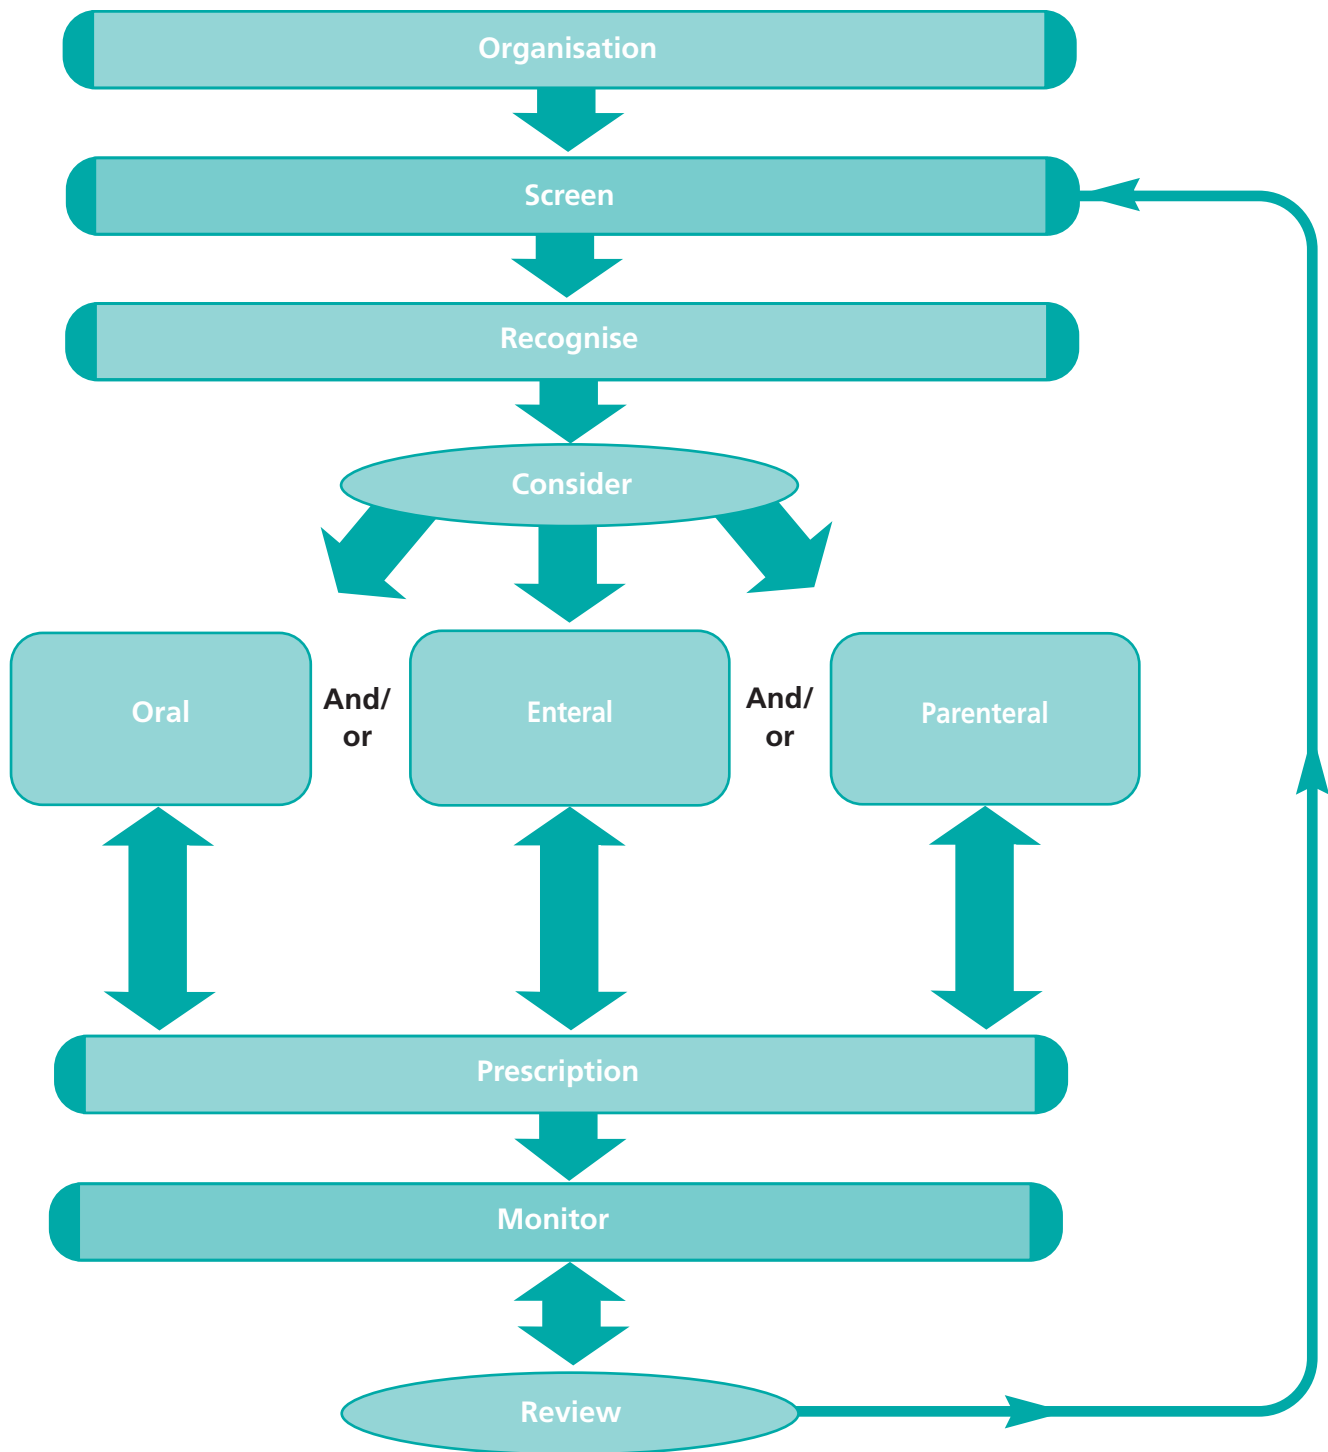 Organisation
Screen
Recognise
Consider
Oral
And/
or
Enteral
And/
or
Parenteral
Prescription
Monitor
Review